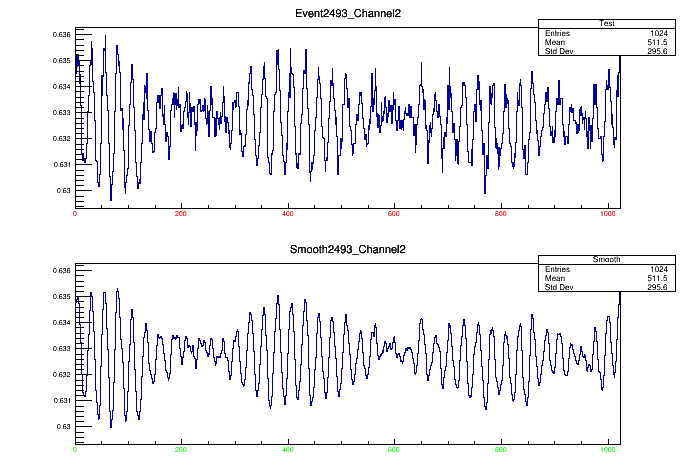 Event2493_Channel2
Test
Entries 1024
Mean 511.5
Std Dev 295.6
0.636
0.635
0.634
0.633
0.632
0.631
0.63
0 200 400 600 800 1000
Smooth2493_Channel2
Smooth
Entries 1024
Mean 511.5
Std Dev 295.6
0.636
0.635
0.634
0.633
0.632
0.631
0.63
0 200 400 600 800 1000